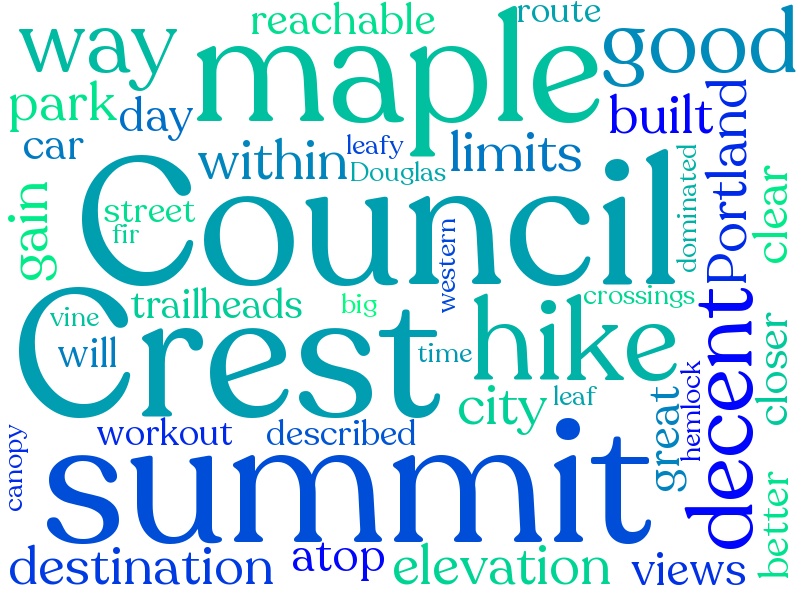 route
reachable
way
maple
good
park
day
built
car
leafy
within
limits
Douglas
Portland
dominated
clear
gain
street
fir
Council
western
Crest
vine
trailheads
big
crossings
hike
will
time
decent
closer
city
leaf
great
hemlock
workout
described
canopy
summit
better
destination
atop
elevation
views